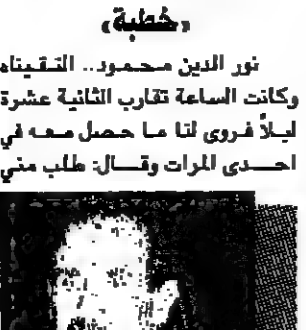 «خطبة»
نور الدين محمود... التقيناه
وكانت الساعة تقارب الثانية عشرة
ليلاً فروى لنا ما حصل معه في
احدى المرات وقال: طلب مني